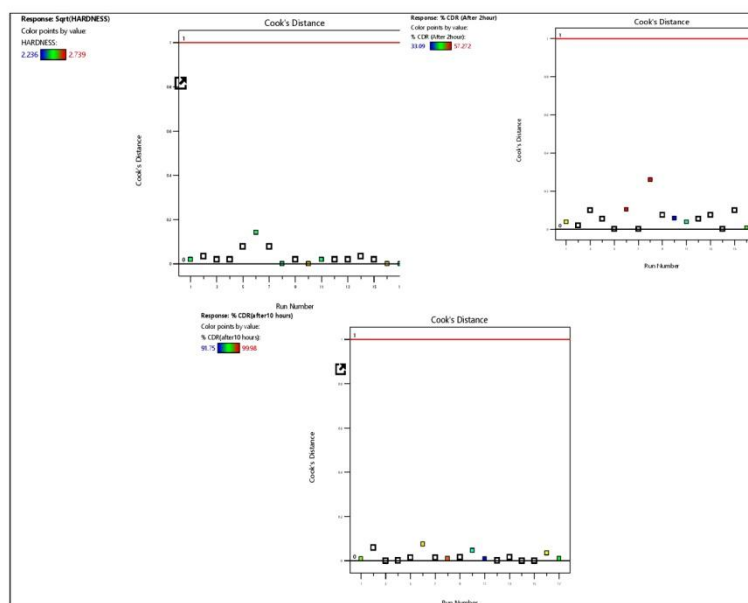 Response: Sqrt(HARDNESS)
Color points by value:
HARDNESS:
2.236 2.739
Cook's Distance
1
0
Cook's Distance
Run Number
Response: % CDR (After 2hour)
Color points by value:
% CDR (After 2hour):
33.09 57.272
Cook's Distance
1
0
Cook's Distance
Run Number
Response: % CDR(after10 hours)
Color points by value:
% CDR(after10 hours):
91.75 99.98
Cook's Distance
1
0
Cook's Distance
Run Number